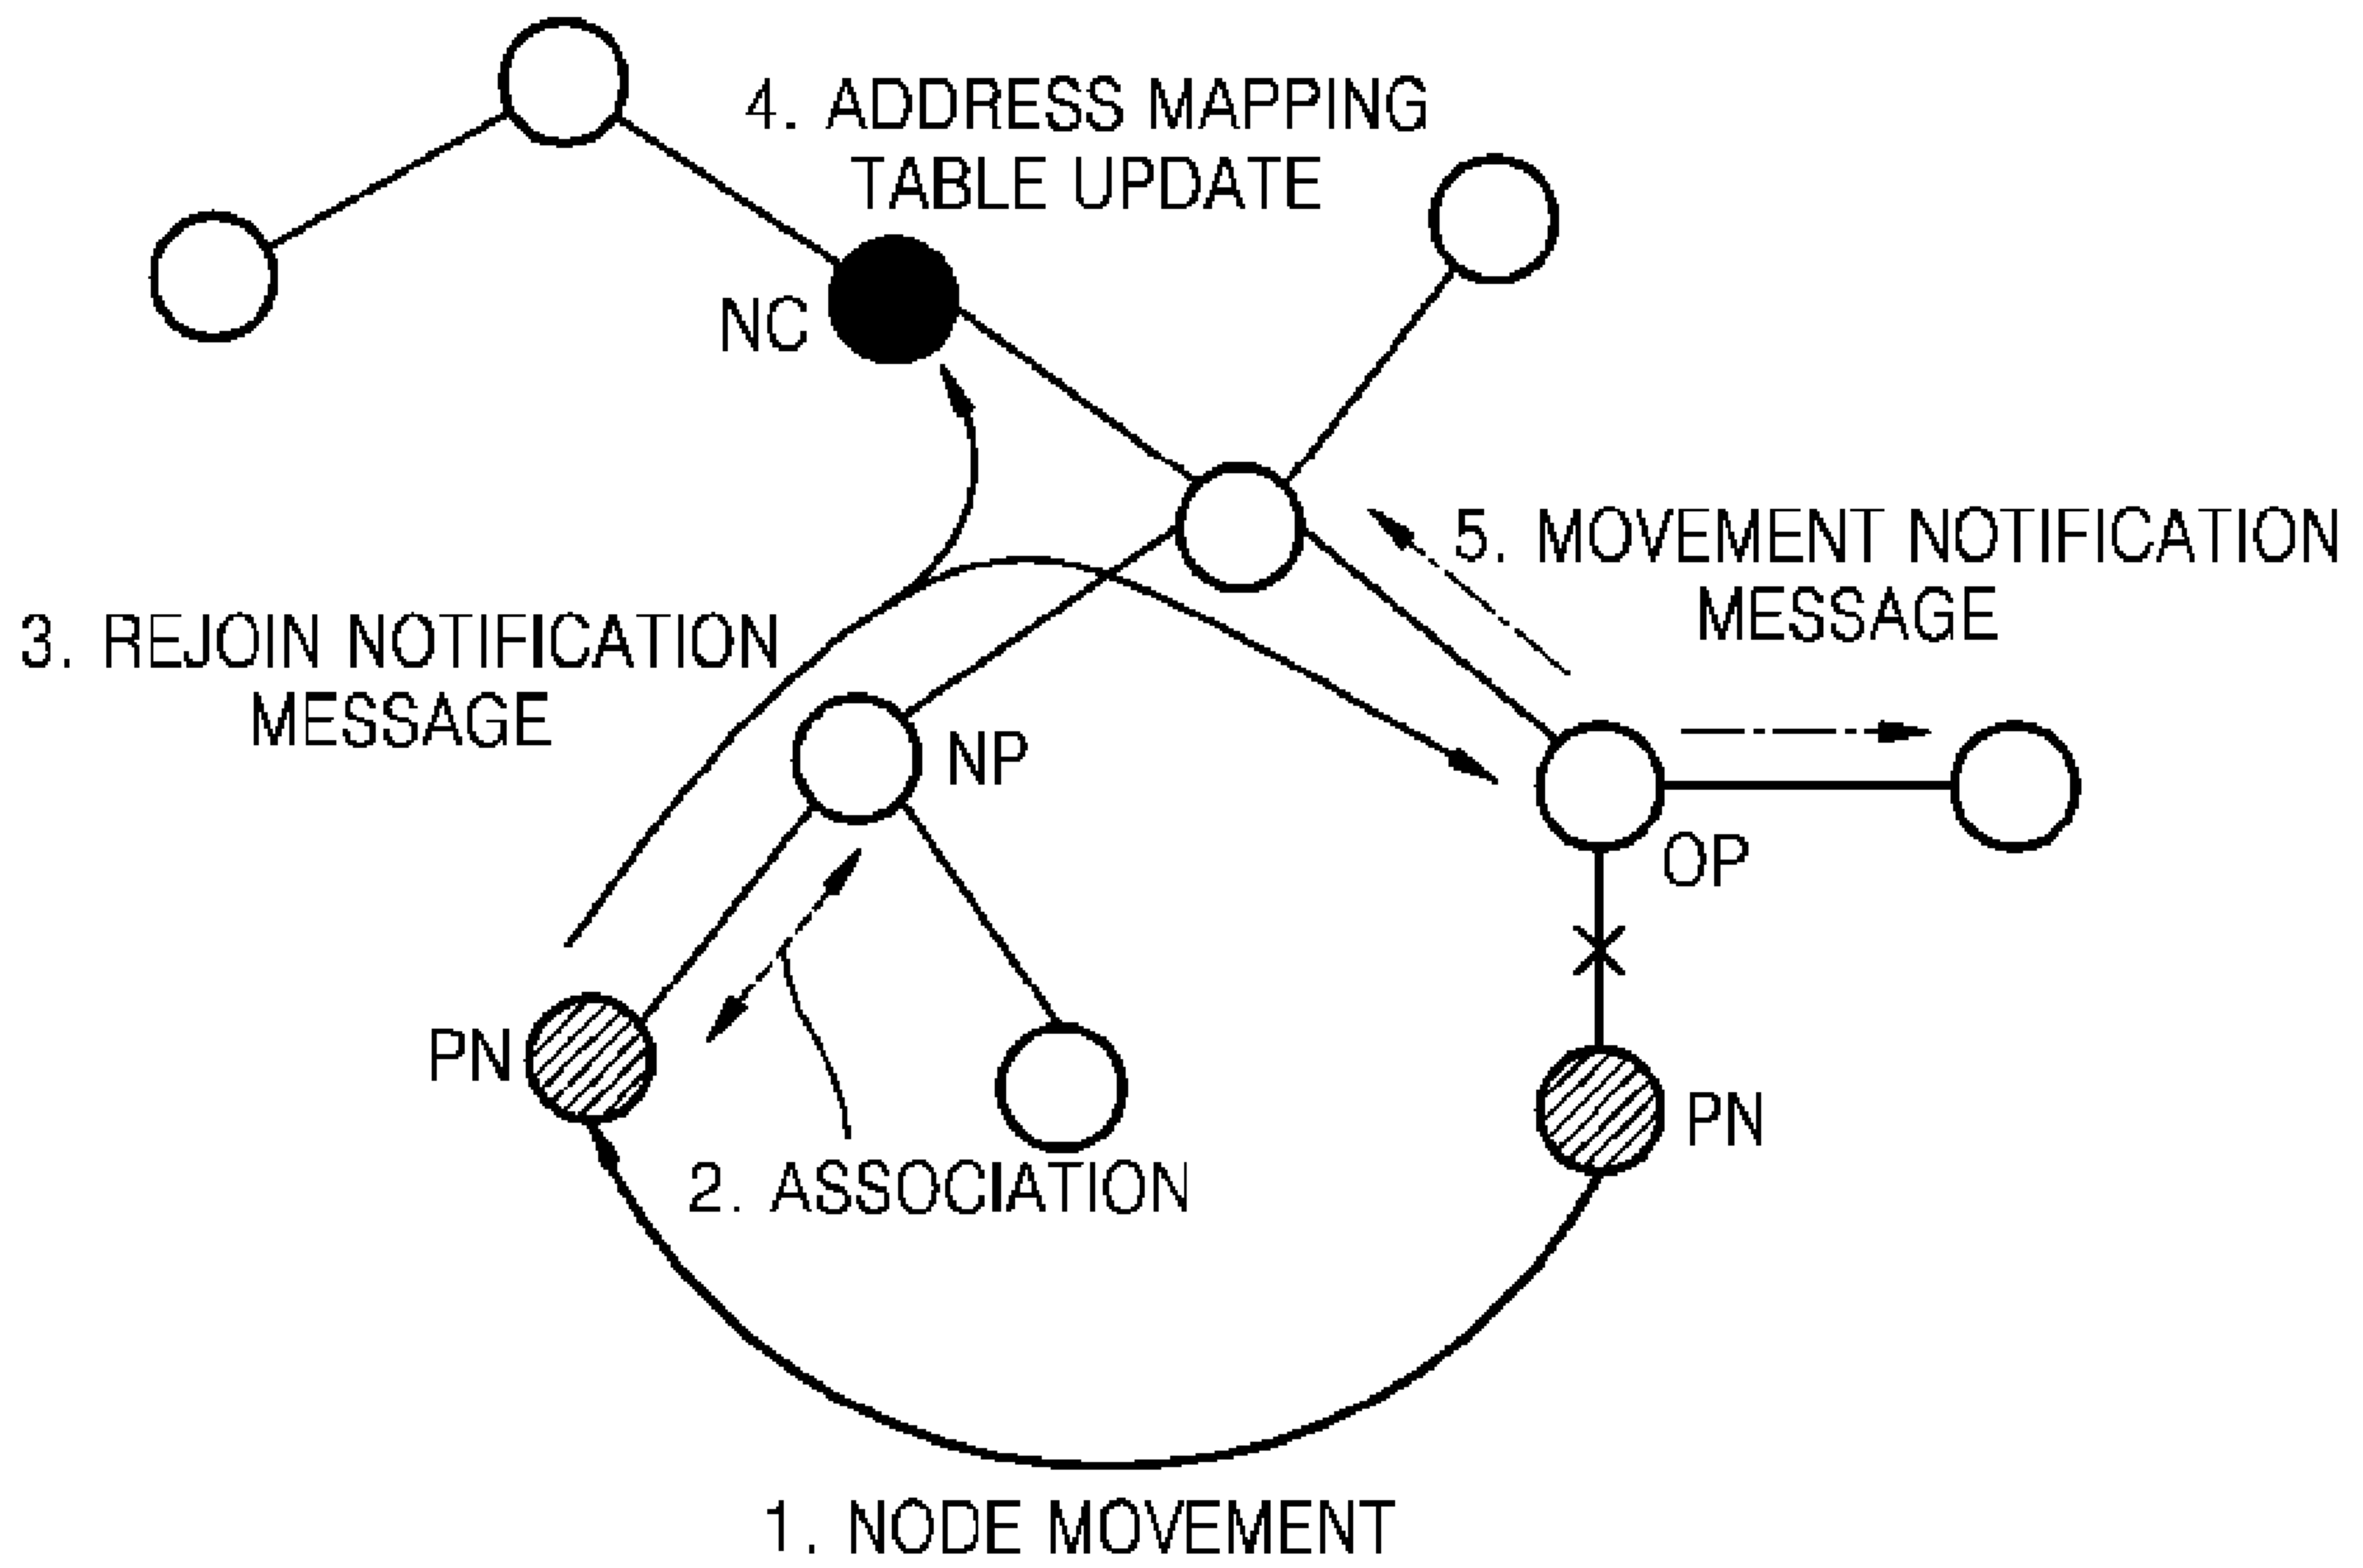 4. ADDRESS MAPPING
TABLE UPDATE
NC
5. MOVEMENT NOTIFICATION
MESSAGE
3. REJOIN NOTIFICATION
MESSAGE
NP
OP
PN
PN
2. ASSOCIATION
1. NODE MOVEMENT